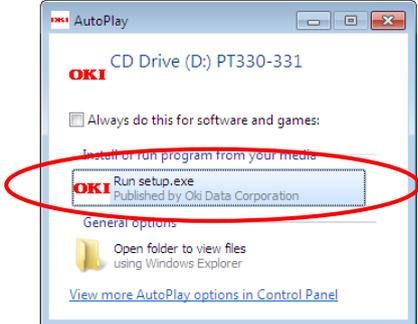 OKI AutoPlay
CD Drive (D:) PT330-331
OKI
Always do this for software and games:
Install or run program from your media
OKI Run setup.exe
Published by Oki Data Corporation
General options
Open folder to view files
using Windows Explorer
View more AutoPlay options in Control Panel